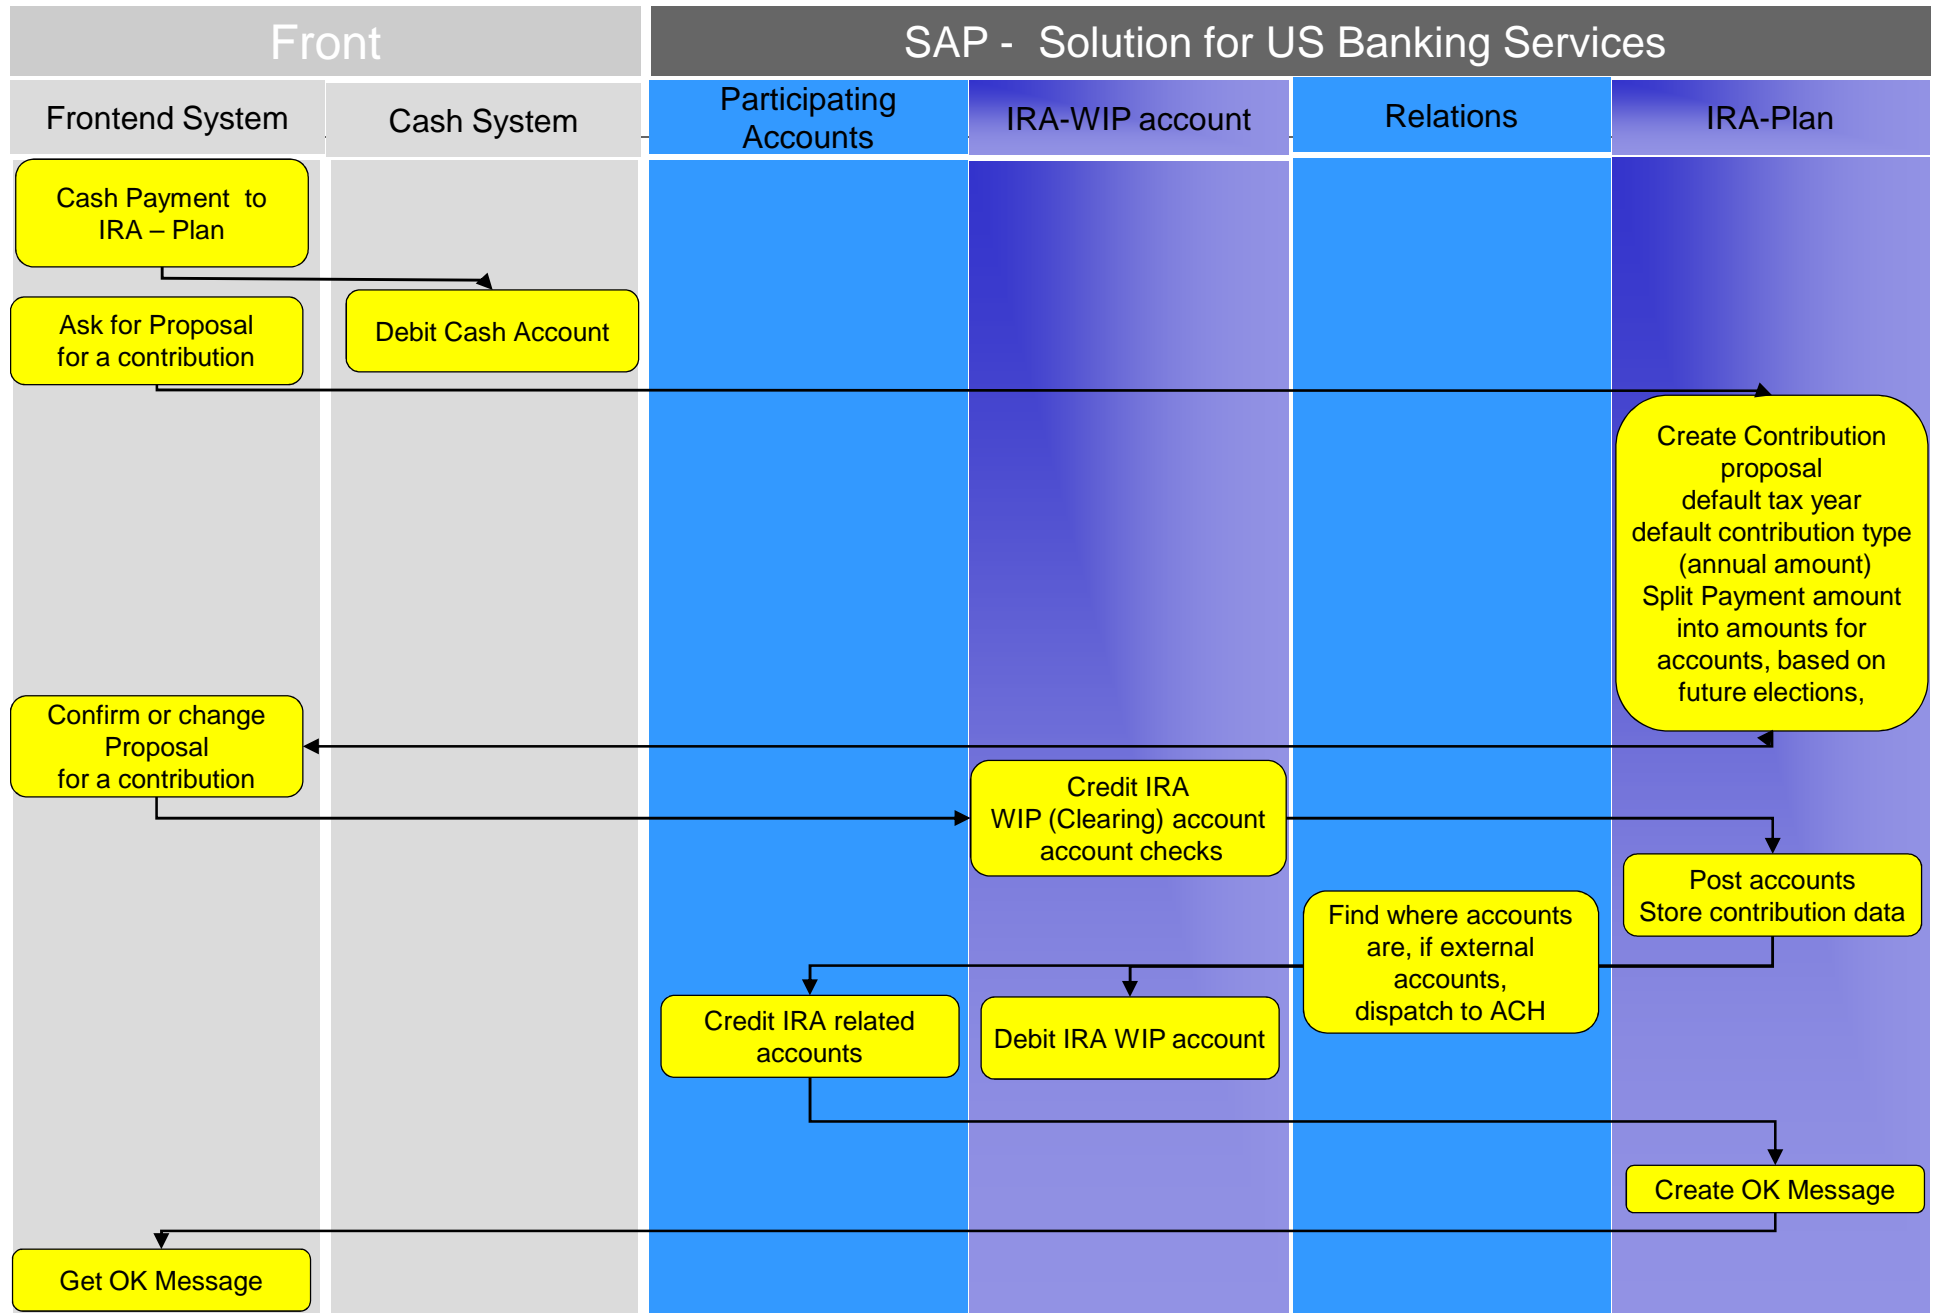 Front
SAP - Solution for US Banking Services
Frontend System
Cash System
Participating
Accounts
IRA-WIP account
Relations
IRA-Plan
Cash Payment to
IRA – Plan
Ask for Proposal
for a contribution
Debit Cash Account
Create Contribution
proposal
default tax year
default contribution type
(annual amount)
Split Payment amount
into amounts for
accounts, based on
future elections,
Confirm or change
Proposal
for a contribution
Credit IRA
WIP (Clearing) account
account checks
Post accounts
Store contribution data
Find where accounts
are, if external
accounts,
dispatch to ACH
Credit IRA related
accounts
Debit IRA WIP account
Create OK Message
Get OK Message